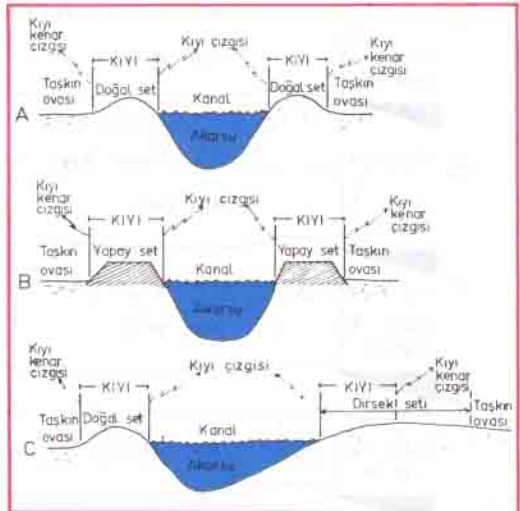 Kıyı kenar çizgisi
KIYI
Kıyı çizgisi
KIYI
Kıyı kenar çizgisi
Taşkın ovası
Doğal set
Kanal
Doğal set
Taşkın ovası
A
Akarsu
Kıyı kenar çizgisi
KIYI
Kıyı çizgisi
KIYI
Kıyı kenar çizgisi
Taşkın ovası
Yapay set
Kanal
Yapay set
Taşkın ovası
B
Akarsu
Kıyı kenar çizgisi
KIYI
Kıyı çizgisi
KIYI
Kıyı kenar çizgisi
Dirsek seti
Taşkın ovası
Doğal set
Kanal
Taşkın ovası
C
Akarsu